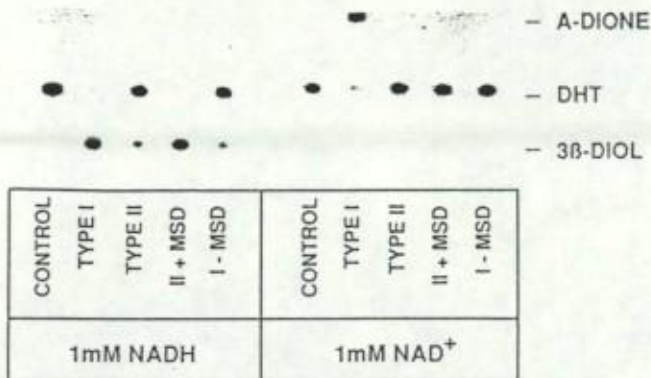 – A-DIONE
– DHT
– 3ß-DIOL
CONTROL
TYPE I
TYPE II
II + MSD
I - MSD
CONTROL
TYPE I
TYPE II
II + MSD
I - MSD
1mM NADH
1mM NAD⁺